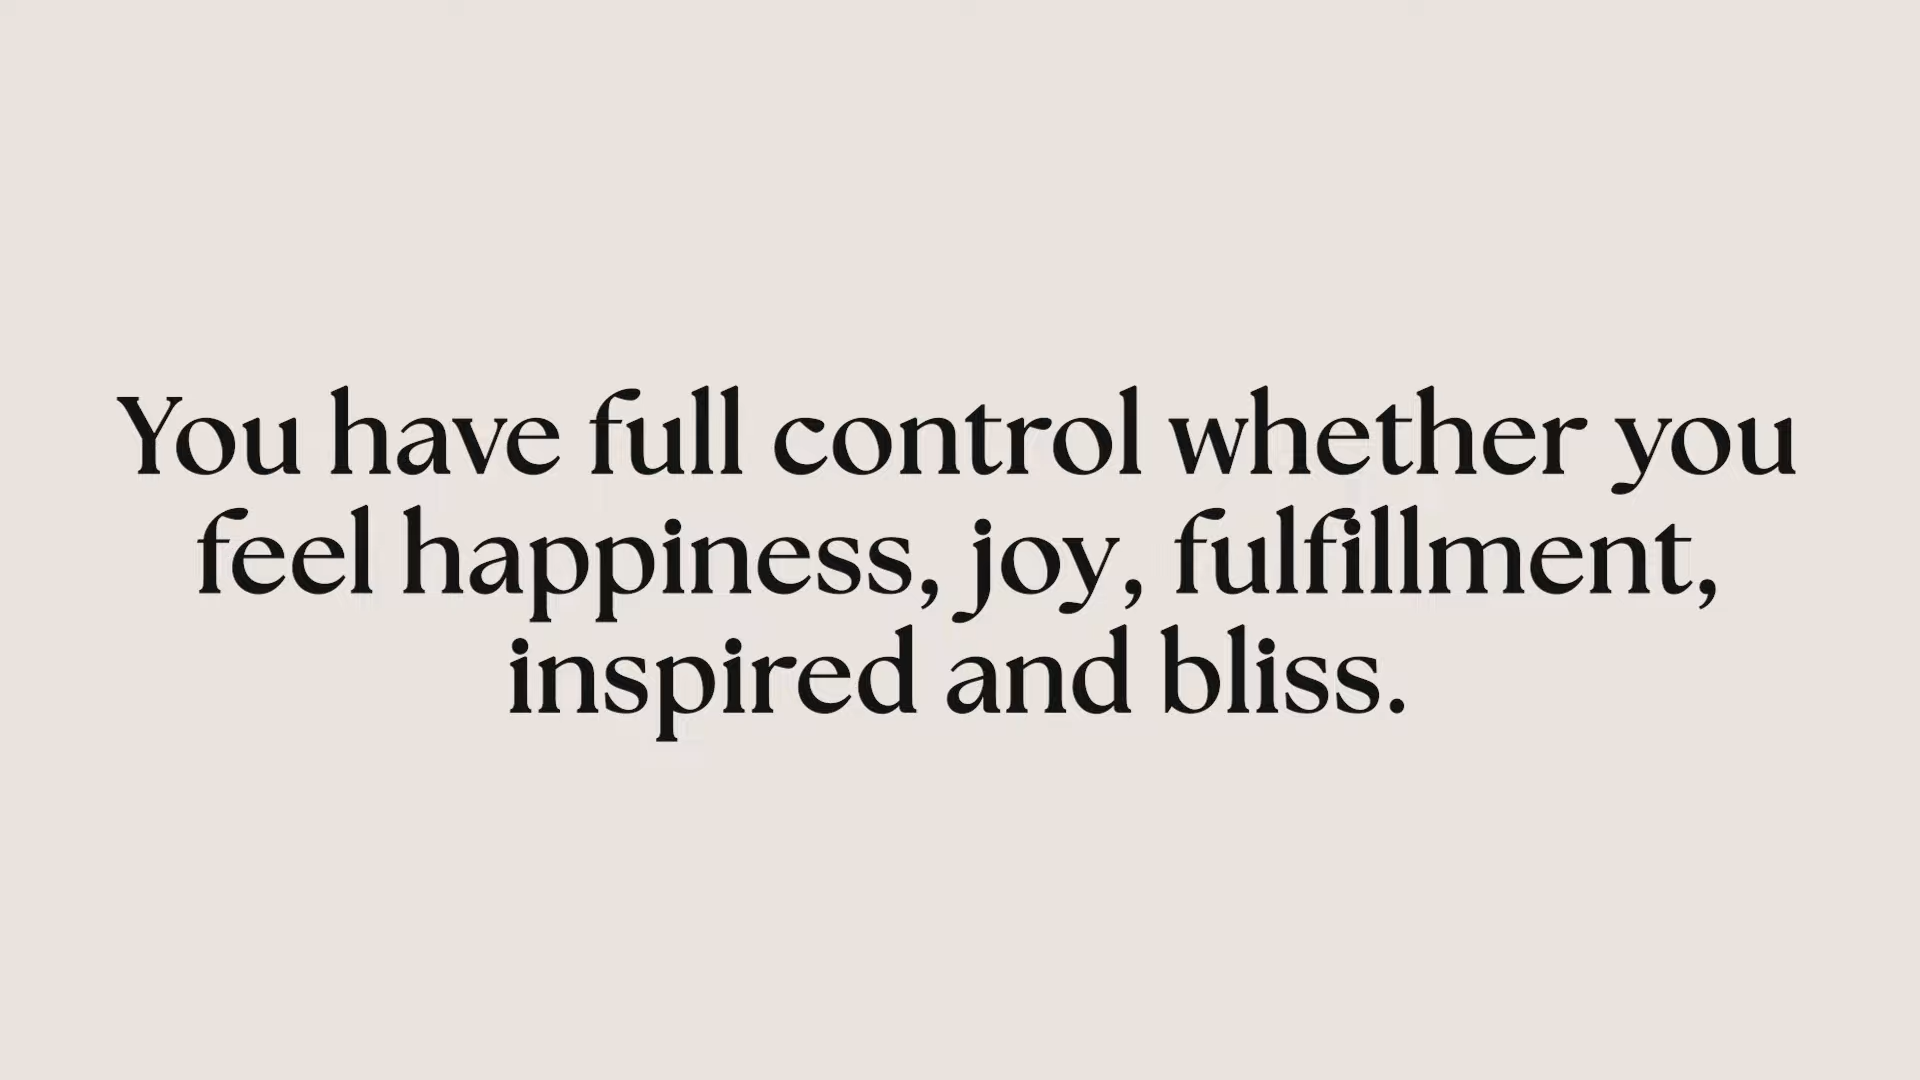 You have full control whether you
feel happiness, joy, fulfillment,
inspired and bliss.